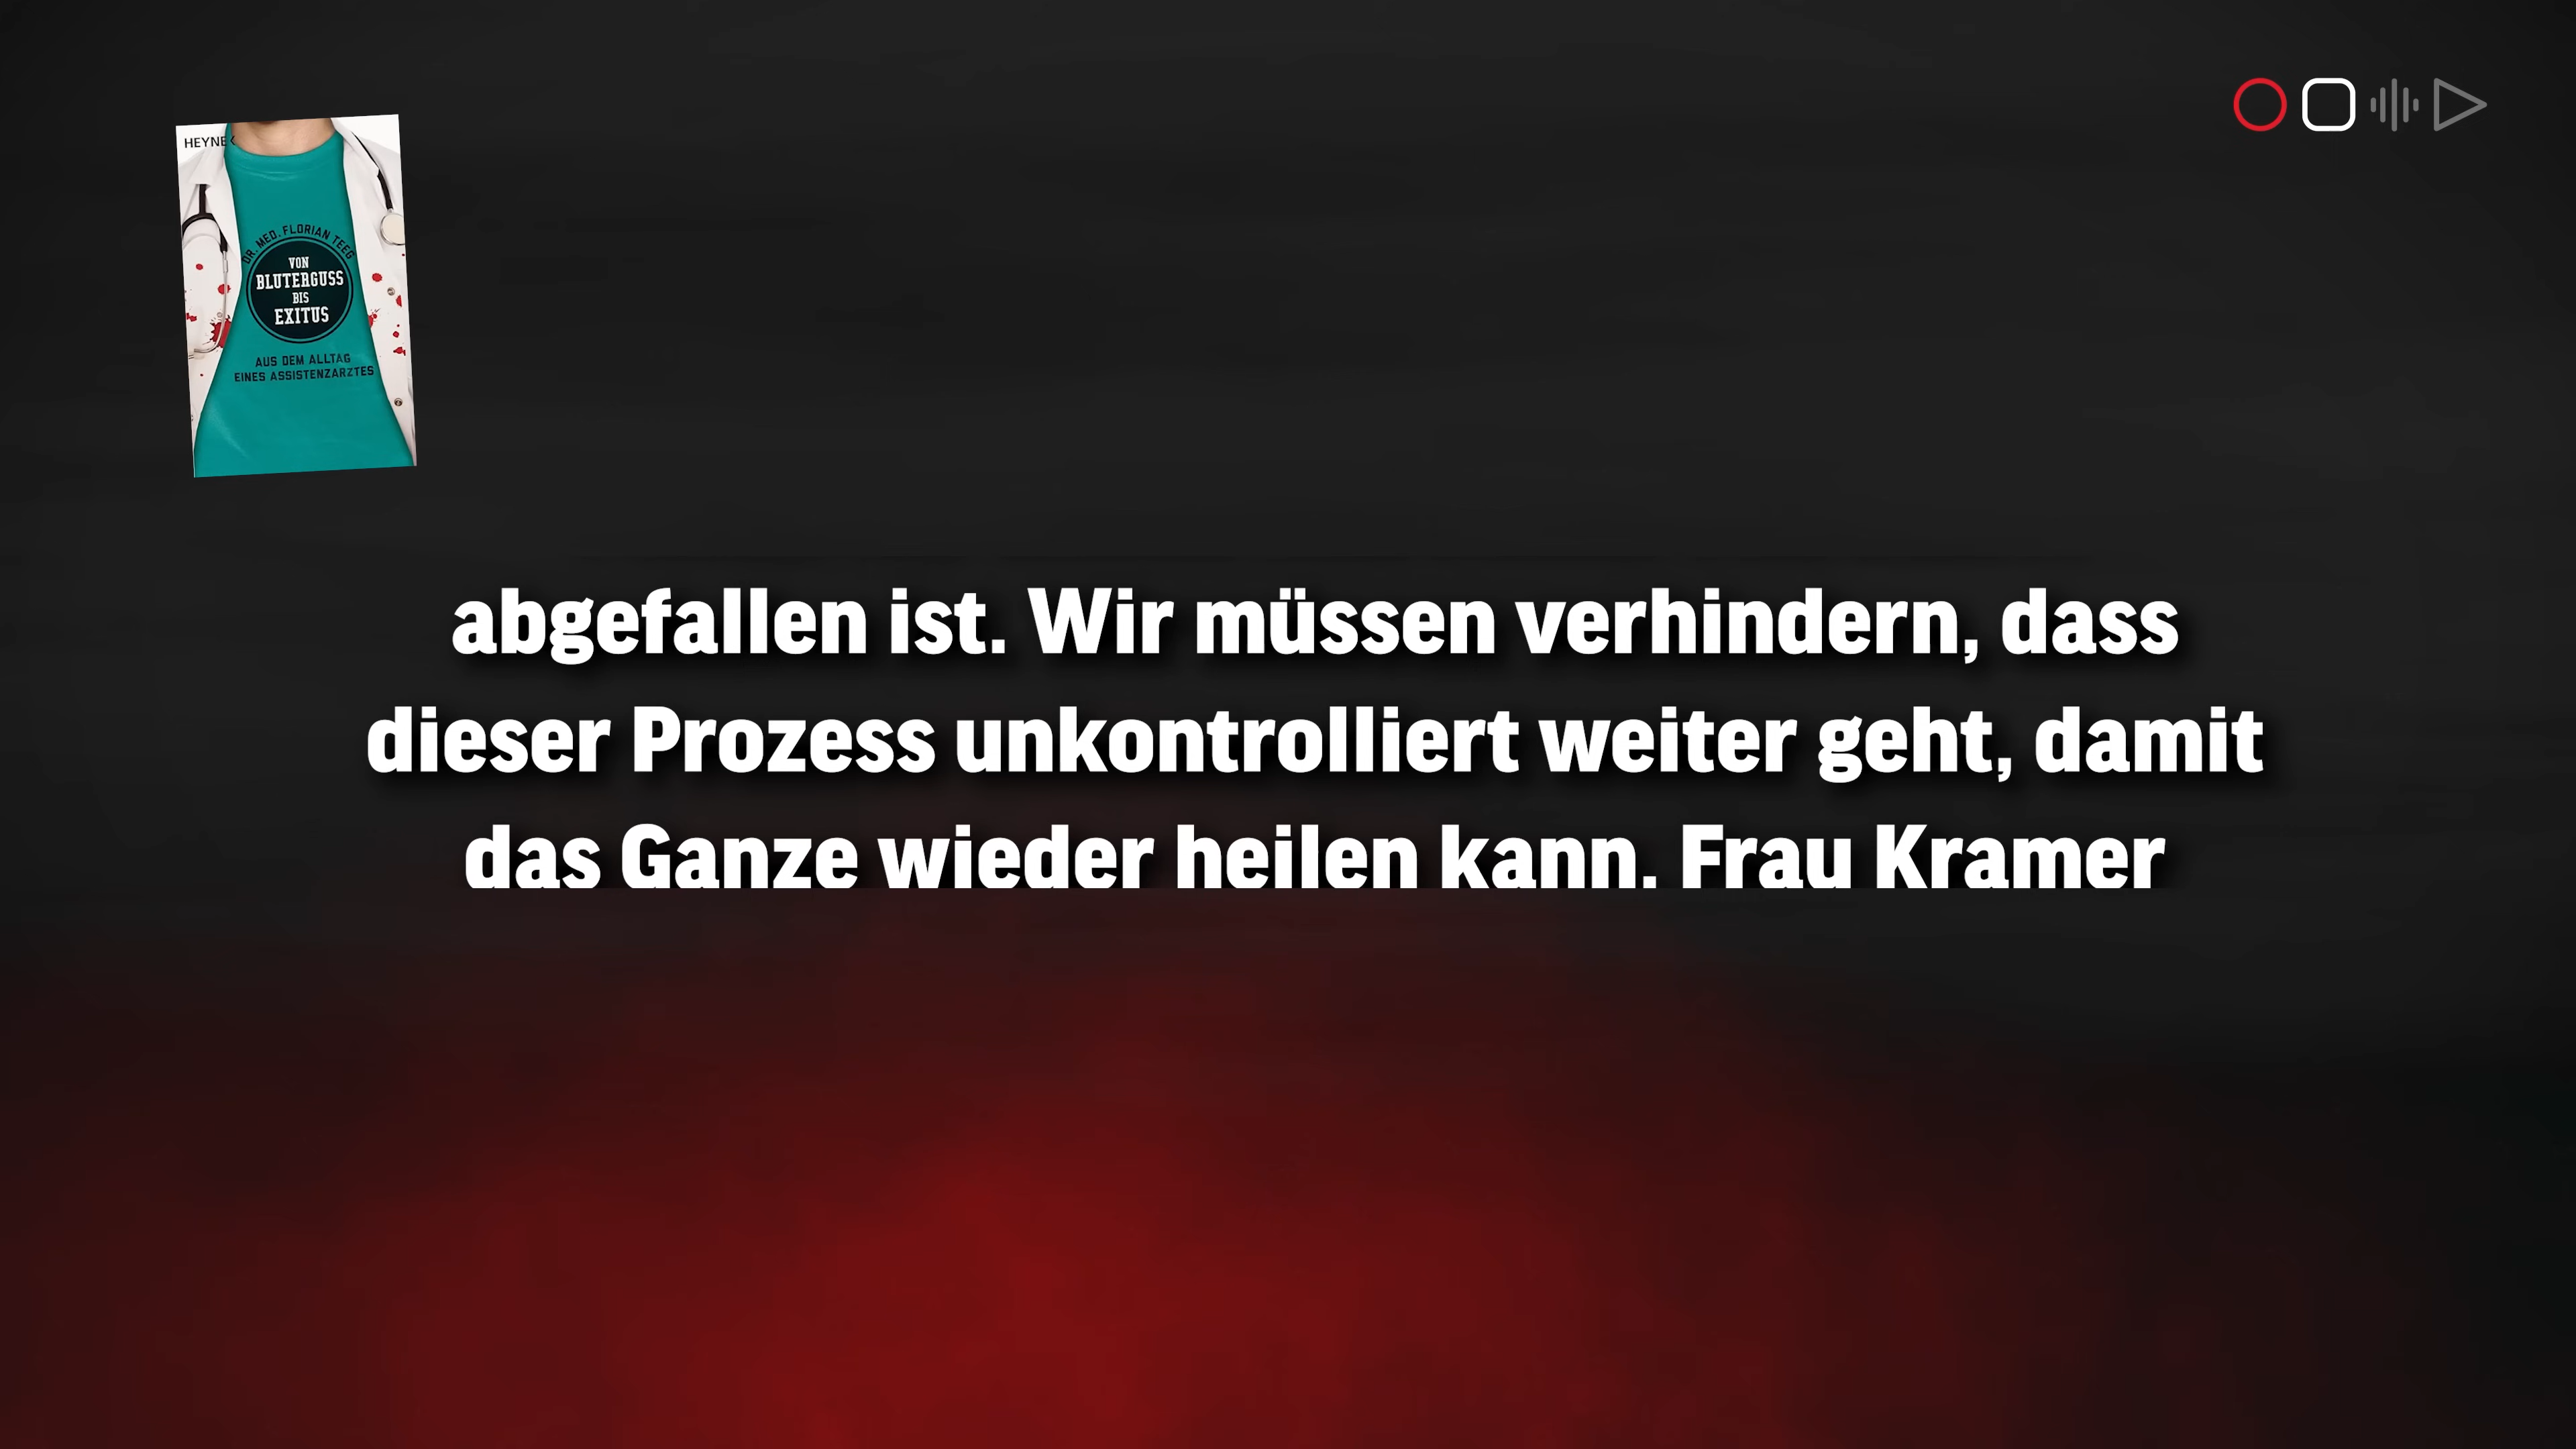 HEYNE
DR. MED. FLORIAN TEEG
VON
BLUTERGUSS
BIS
EXITUS
AUS DEM ALLTAG
EINES ASSISTENZARZTES
abgefallen ist. Wir müssen verhindern, dass
dieser Prozess unkontrolliert weiter geht, damit
das Ganze wieder heilen kann. Frau Kramer